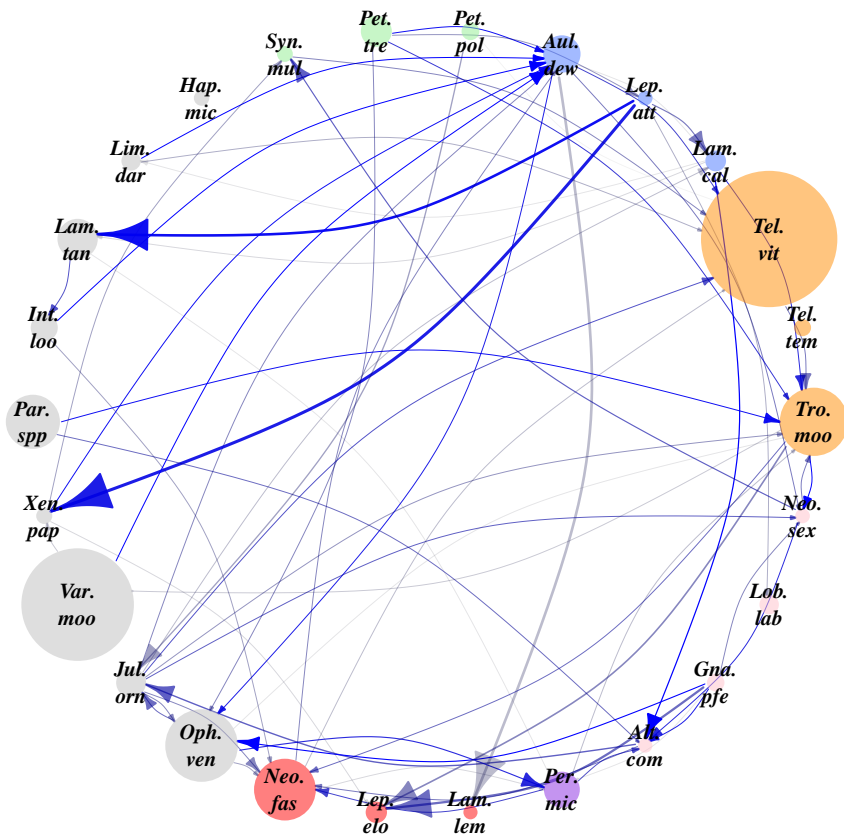 Pet.
tre
Pet.
pol
Aul.
dew
Syn.
mul
Lep.
att
Hap.
mic
Lim.
dar
Lam.
cal
Lam.
tan
Tel.
vit
Int.
loo
Tel.
tem
Par.
spp
Tro.
moo
Xen.
pap
Neo.
sex
Var.
moo
Lob.
lab
Jul.
orn
Gna.
pfe
Oph.
ven
All.
com
Neo.
fas
Lep.
elo
Lam.
lem
Per.
mic